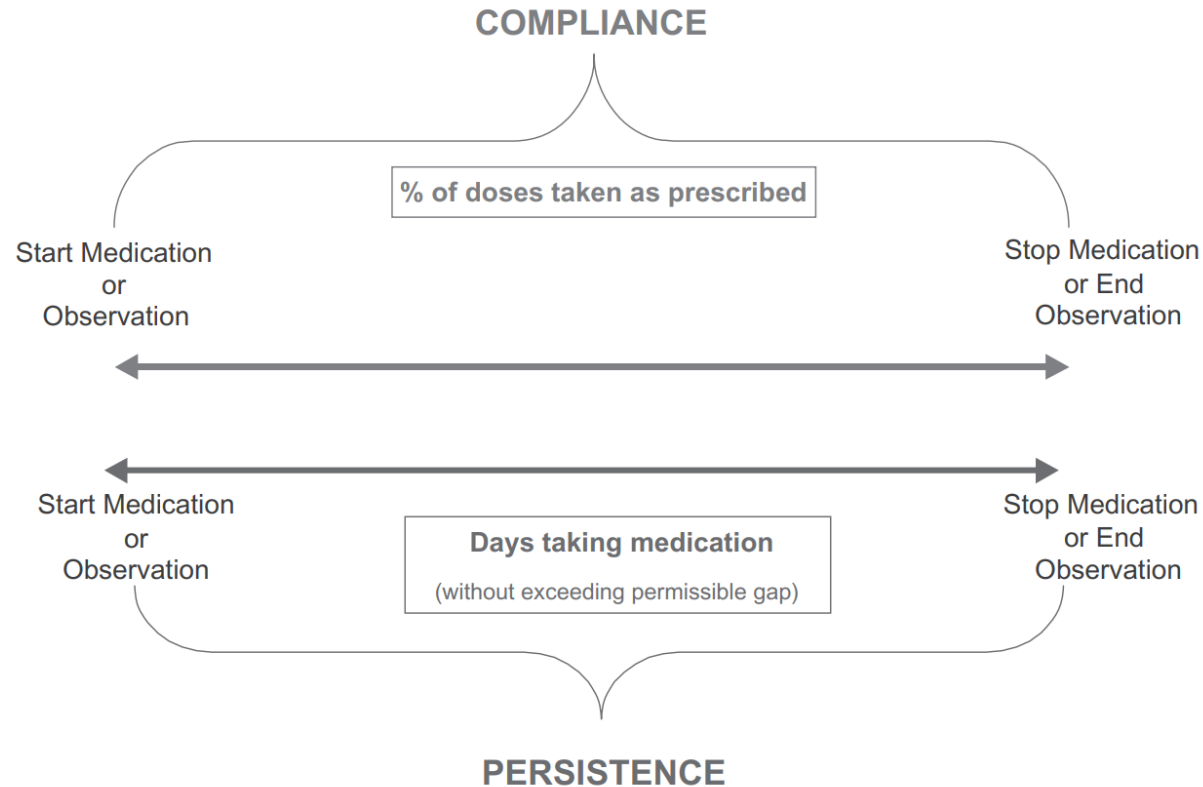 COMPLIANCE
% of doses taken as prescribed
Start Medication
or
Observation
Stop Medication
or End
Observation
Start Medication
or
Observation
Days taking medication
(without exceeding permissible gap)
Stop Medication
or End
Observation
PERSISTENCE